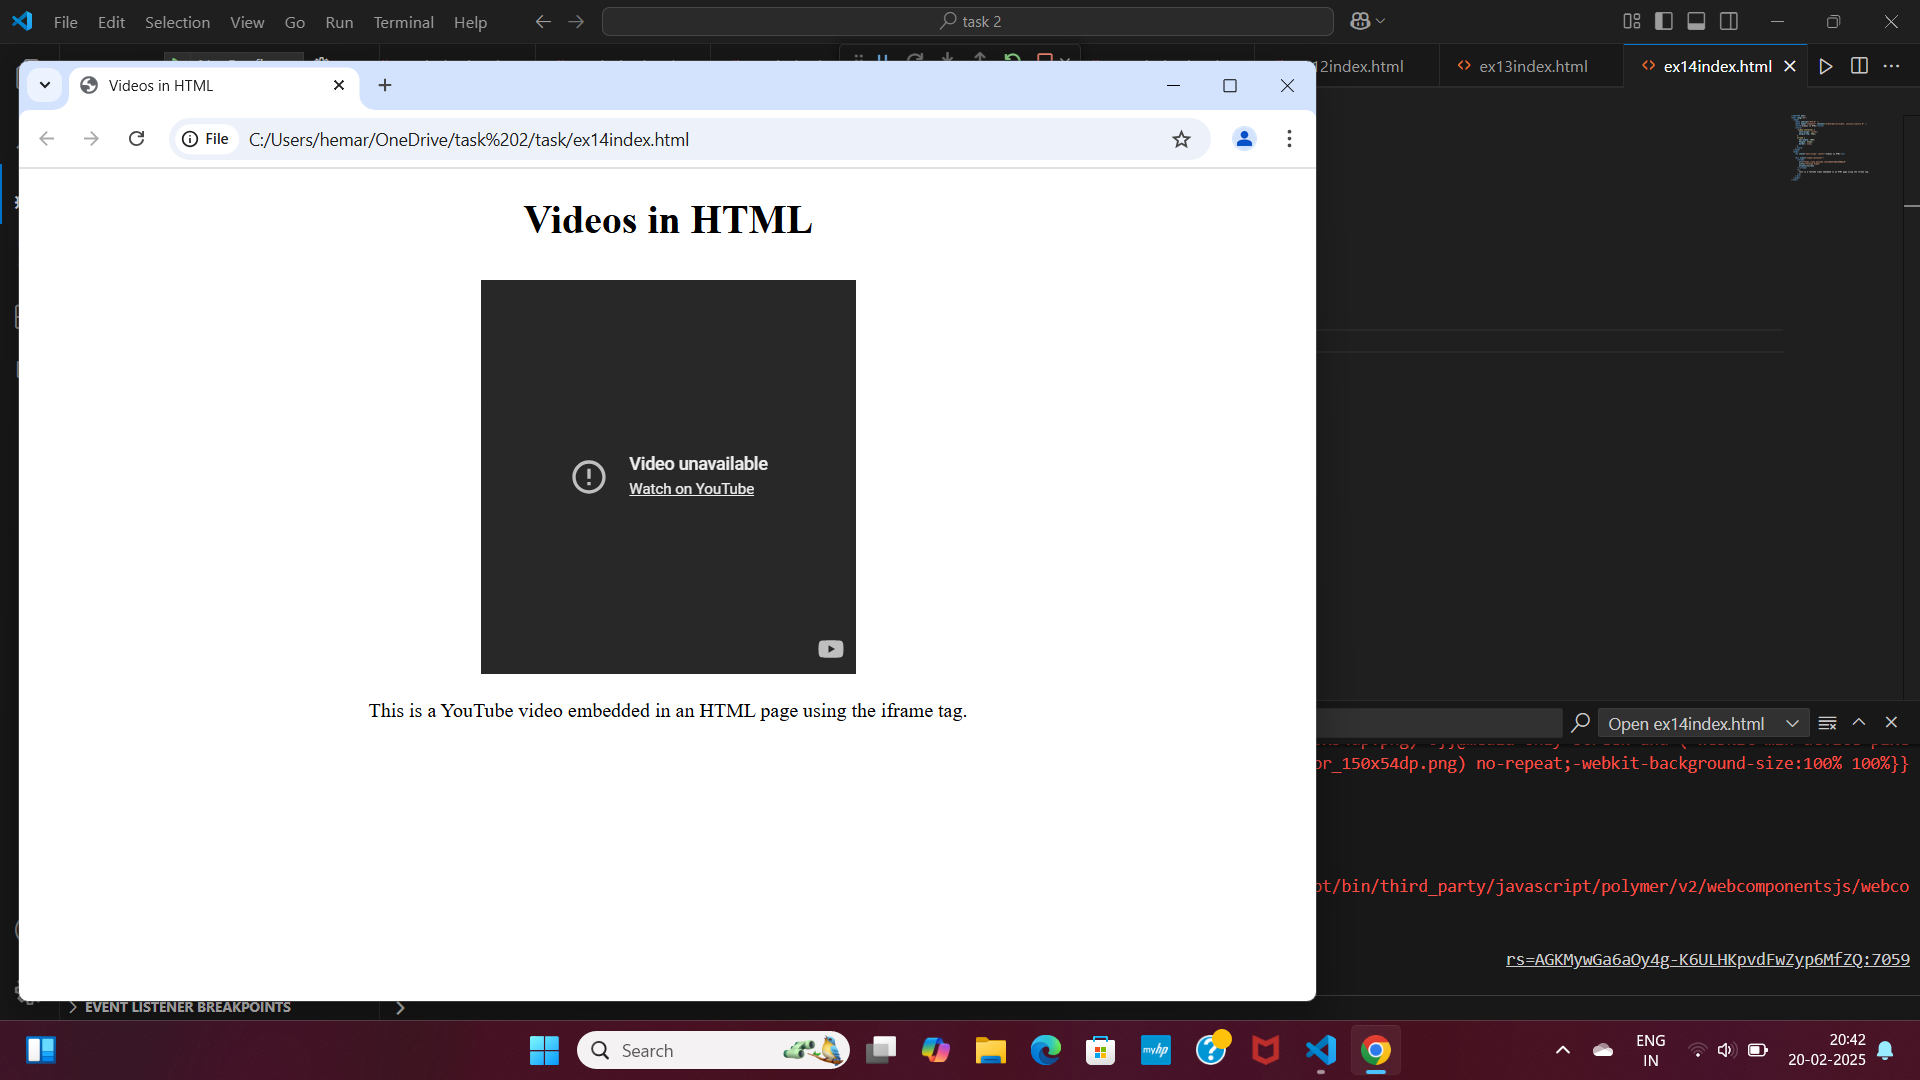 File Edit Selection View Go Run Terminal Help
task 2
12index.html
ex13index.html
ex14index.html
Videos in HTML
File
C:/Users/hemar/OneDrive/task%202/task/ex14index.html
Videos in HTML
Video unavailable
Watch on YouTube
This is a YouTube video embedded in an HTML page using the iframe tag.
Open ex14index.html
or_150x54dp.png) no-repeat;-webkit-background-size:100% 100%}}
pt/bin/third_party/javascript/polymer/v2/webcomponentsjs/webco
rs=AGKMywGa6aOy4g-K6ULHKpvdFwZyp6MfZQ:7059
EVENT LISTENER BREAKPOINTS
Search
myhp
ENG
IN
20:42
20-02-2025